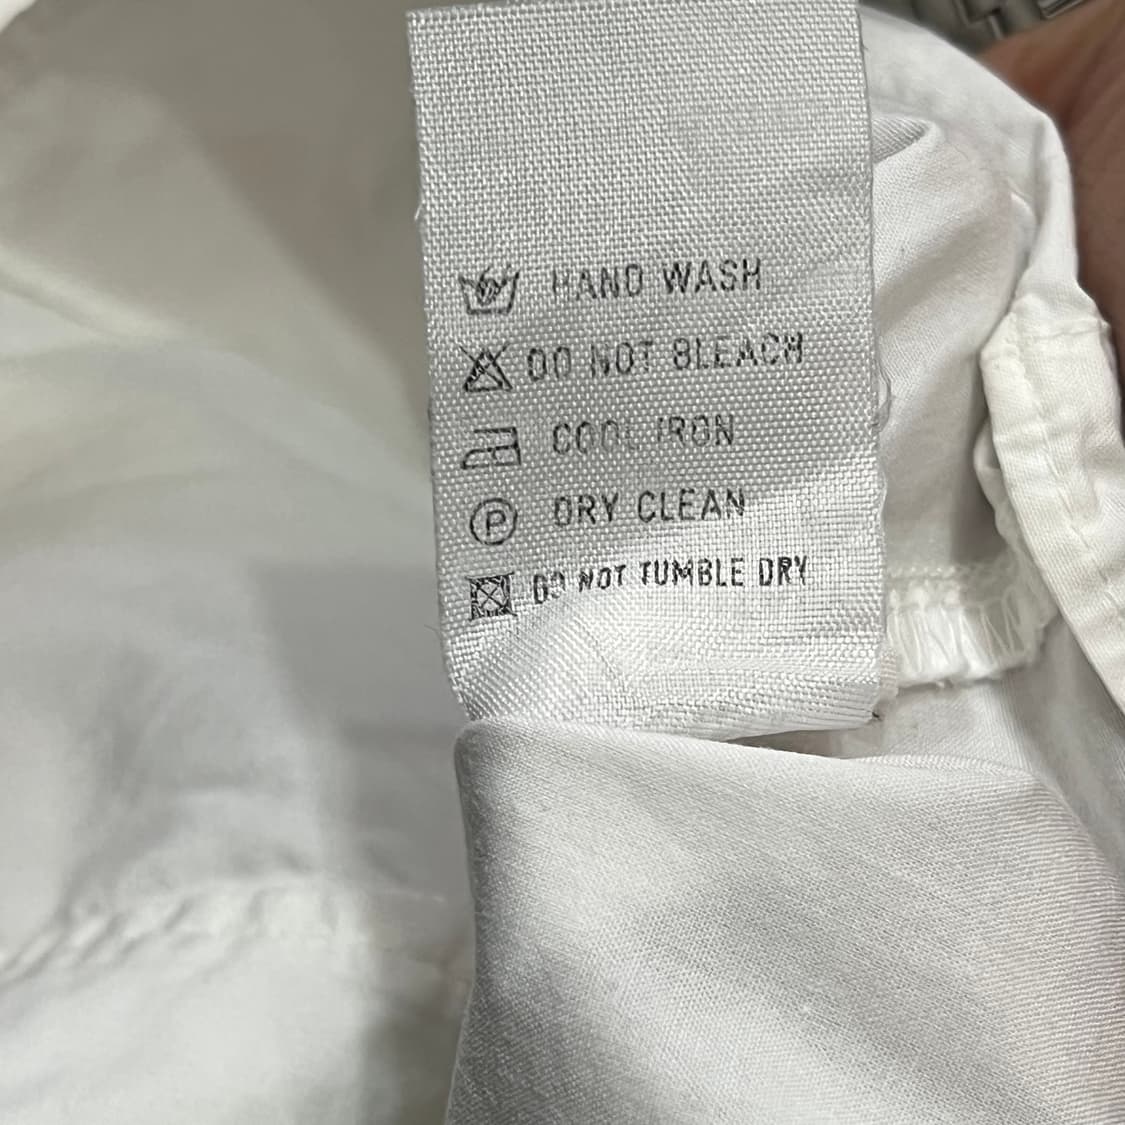 HAND WASH
DO NOT BLEACH
COOL IRON
P DRY CLEAN
DO NOT TUMBLE DRY